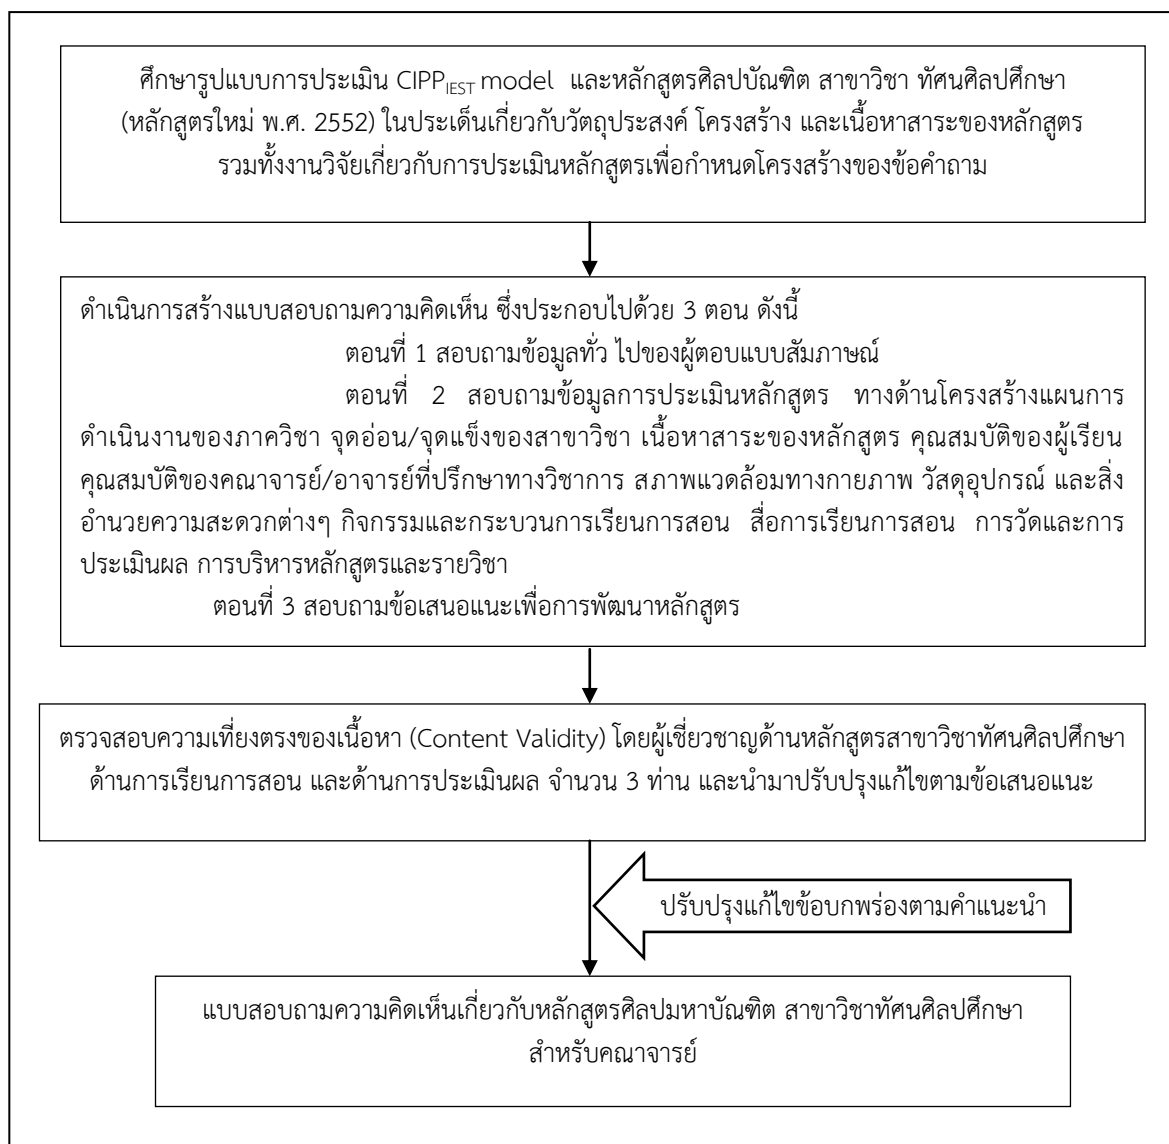 ศึกษารูปแบบการประเมิน CIPPIEST model และหลักสูตรศิลปบัณฑิต สาขาวิชา ทัศนศิลปศึกษา
(หลักสูตรใหม่ พ.ศ. 2552) ในประเด็นเกี่ยวกับวัตถุประสงค์ โครงสร้าง และเนื้อหาสาระของหลักสูตร
รวมทั้งงานวิจัยเกี่ยวกับการประเมินหลักสูตรเพื่อกำหนดโครงสร้างของข้อคำถาม
ดำเนินการสร้างแบบสอบถามความคิดเห็น ซึ่งประกอบไปด้วย 3 ตอน ดังนี้
ตอนที่ 1 สอบถามข้อมูลทั่ว ไปของผู้ตอบแบบสัมภาษณ์
ตอนที่ 2 สอบถามข้อมูลการประเมินหลักสูตร ทางด้านโครงสร้างแผนการ
ดำเนินงานของภาควิชา จุดอ่อน/จุดแข็งของสาขาวิชา เนื้อหาสาระของหลักสูตร คุณสมบัติของผู้เรียน
คุณสมบัติของคณาจารย์/อาจารย์ที่ปรึกษาทางวิชาการ สภาพแวดล้อมทางกายภาพ วัสดุอุปกรณ์ และสิ่ง
อำนวยความสะดวกต่างๆ กิจกรรมและกระบวนการเรียนการสอน สื่อการเรียนการสอน การวัดและการ
ประเมินผล การบริหารหลักสูตรและรายวิชา
ตอนที่ 3 สอบถามข้อเสนอแนะเพื่อการพัฒนาหลักสูตร
ตรวจสอบความเที่ยงตรงของเนื้อหา (Content Validity) โดยผู้เชี่ยวชาญด้านหลักสูตรสาขาวิชาทัศนศิลปศึกษา
ด้านการเรียนการสอน และด้านการประเมินผล จำนวน 3 ท่าน และนำมาปรับปรุงแก้ไขตามข้อเสนอแนะ
ปรับปรุงแก้ไขข้อบกพร่องตามคำแนะนำ
แบบสอบถามความคิดเห็นเกี่ยวกับหลักสูตรศิลปมหาบัณฑิต สาขาวิชาทัศนศิลปศึกษา
สำหรับคณาจารย์